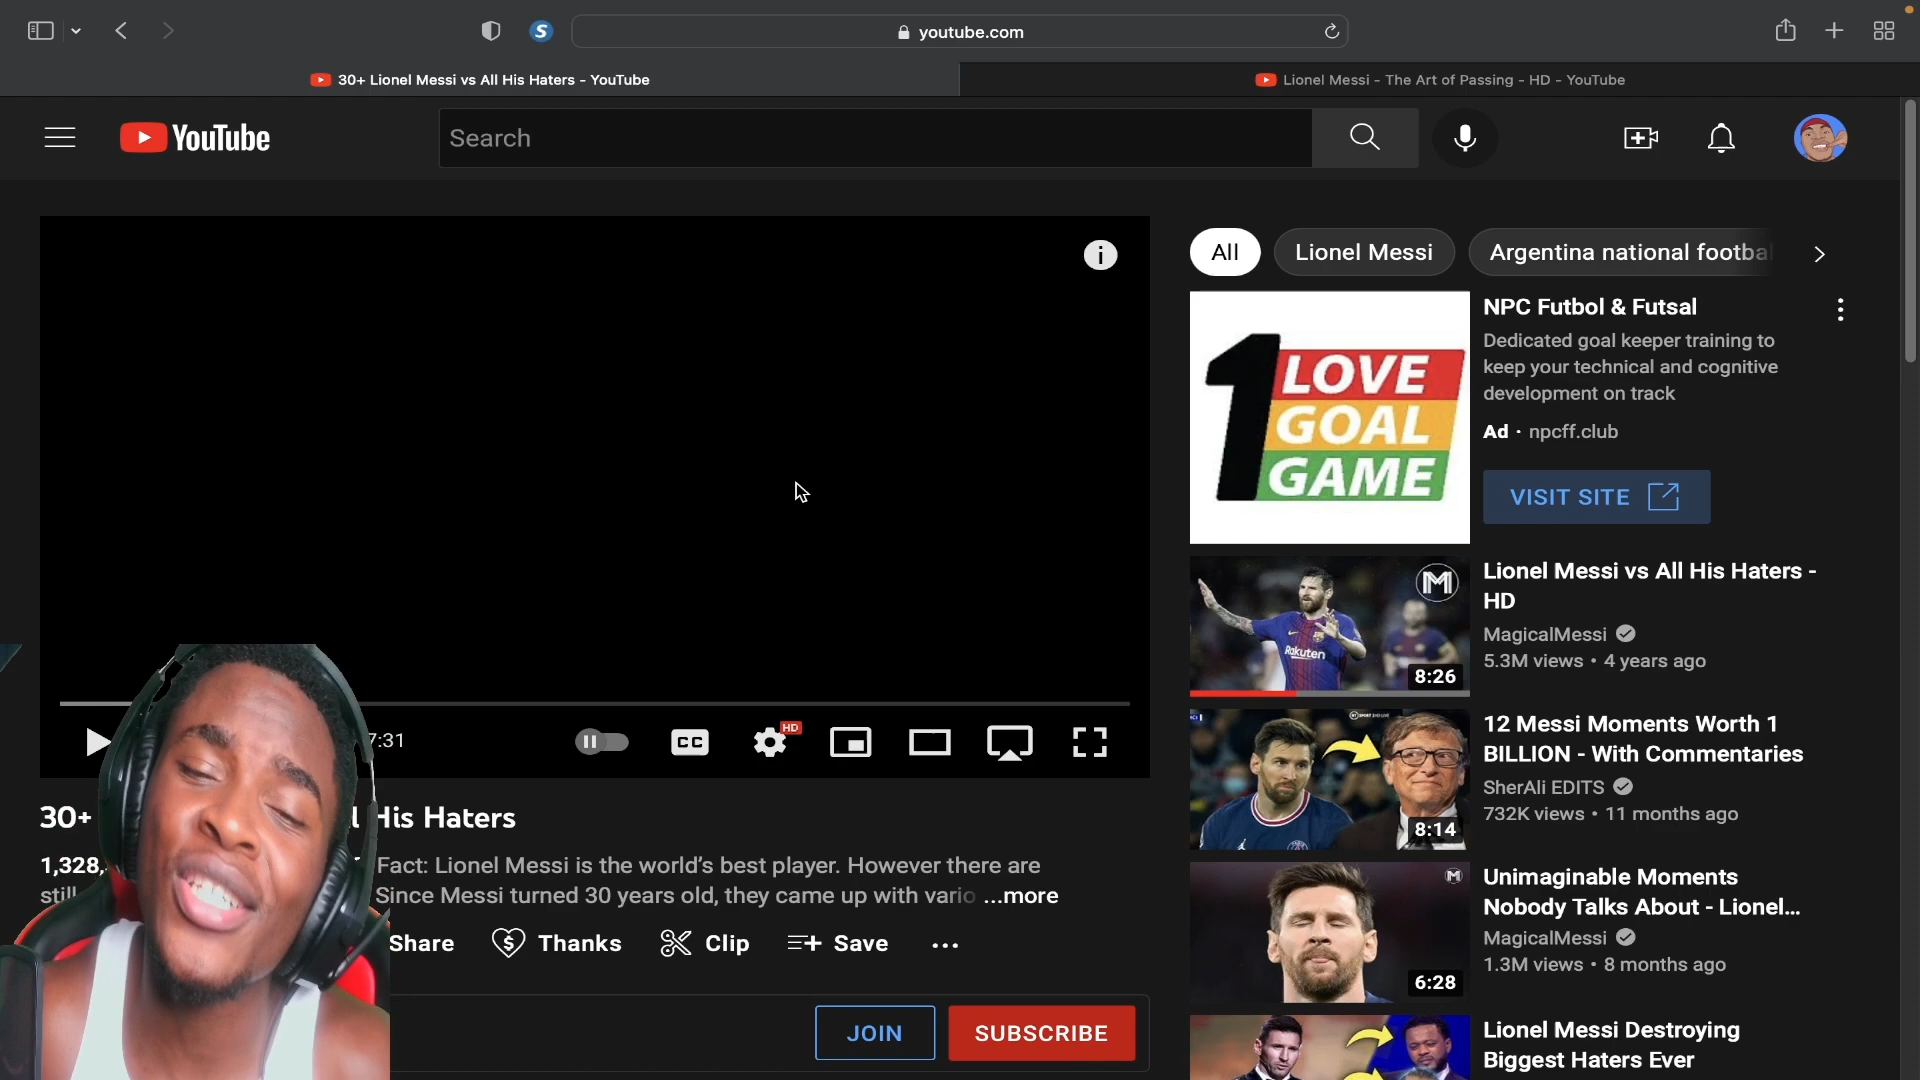 youtube.com
30+ Lionel Messi vs All His Haters - YouTube
Lionel Messi - The Art of Passing - HD - YouTube
YouTube
Search
All
Lionel Messi
Argentina national footbal
LOVE
GOAL
GAME
NPC Futbol & Futsal
Dedicated goal keeper training to
keep your technical and cognitive
development on track
Ad · npcff.club
VISIT SITE
Rakuten
8:26
Lionel Messi vs All His Haters -
HD
MagicalMessi
5.3M views • 4 years ago
8:14
12 Messi Moments Worth 1
BILLION - With Commentaries
SherAli EDITS
732K views • 11 months ago
6:28
Unimaginable Moments
Nobody Talks About - Lionel...
MagicalMessi
1.3M views • 8 months ago
Lionel Messi Destroying
Biggest Haters Ever
7:31
CC
HD
30+ l His Haters
1,328, Fact: Lionel Messi is the world's best player. However there are
still Since Messi turned 30 years old, they came up with vario ...more
Share
Thanks
Clip
Save
JOIN
SUBSCRIBE